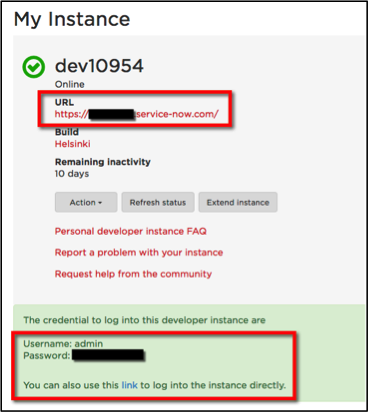 My Instance
dev10954
Online
URL
https:// service-now.com/
Build
Helsinki
Remaining inactivity
10 days
Action Refresh status Extend instance
Personal developer instance FAQ
Report a problem with your instance
Request help from the community
The credential to log into this developer instance are
Username: admin
Password:
You can also use this link to log into the instance directly.